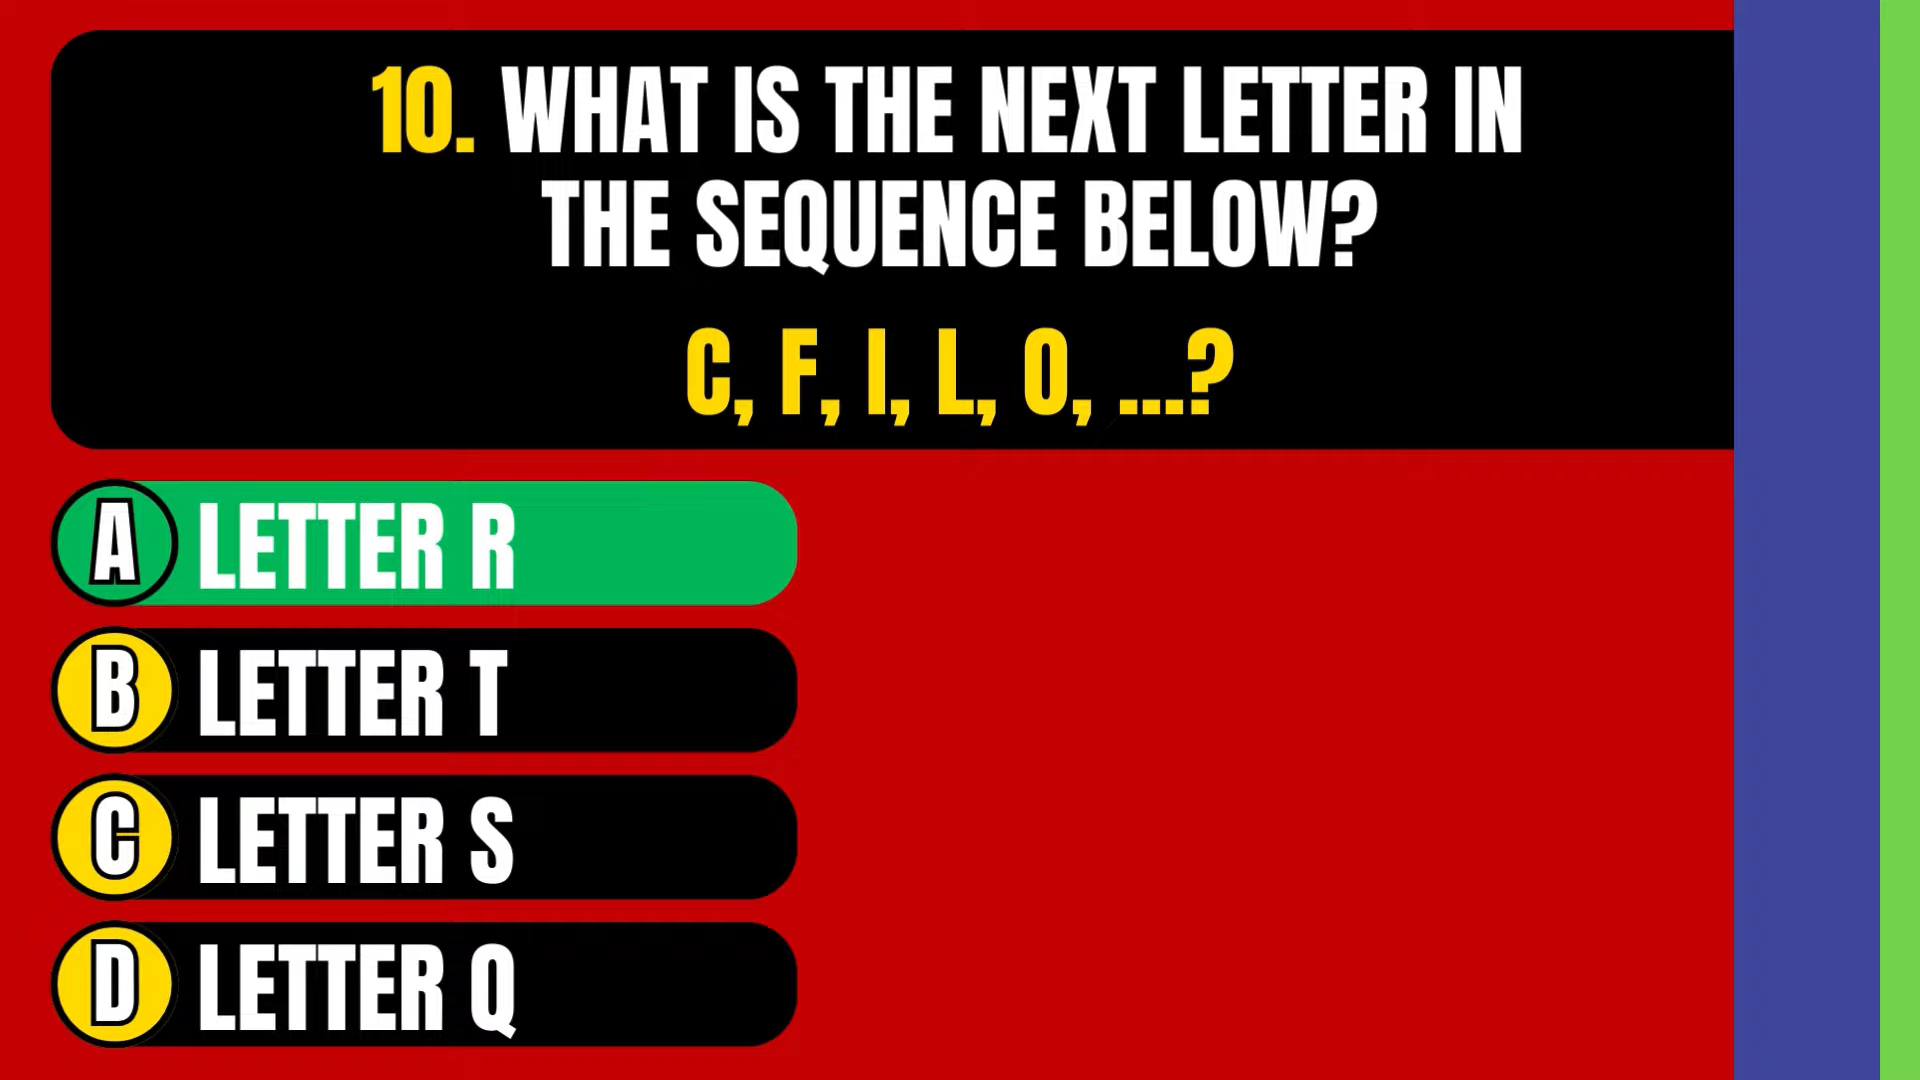 10. WHAT IS THE NEXT LETTER IN
THE SEQUENCE BELOW?
C, F, I, L, O, ...?
A LETTER R
B LETTER T
C LETTER S
D LETTER Q